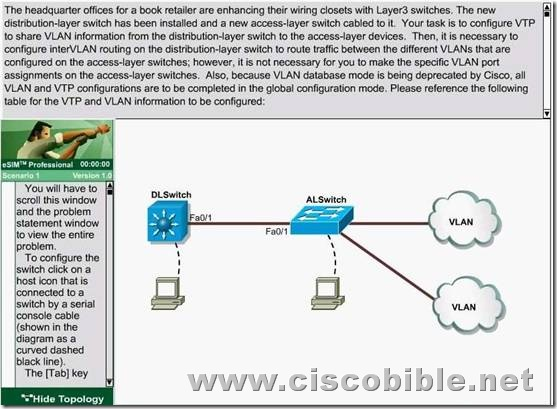 The headquarter offices for a book retailer are enhancing their wiring closets with Layer3 switches. The new
distribution-layer switch has been installed and a new access-layer switch cabled to it. Your task is to configure VTP
to share VLAN information from the distribution-layer switch to the access-layer devices. Then, it is necessary to
configure interVLAN routing on the distribution-layer switch to route traffic between the different VLANs that are
configured on the access-layer switches; however, it is not necessary for you to make the specific VLAN port
assignments on the access-layer switches. Also, because VLAN database mode is being deprecated by Cisco, all
VLAN and VTP configurations are to be completed in the global configuration mode. Please reference the following
table for the VTP and VLAN information to be configured:
eSIM™ Professional 00:00:00
Scenario 1 Version 1.0
You will have to
scroll this window
and the problem
statement window
to view the entire
problem.
To configure the
switch click on a
host icon that is
connected to a
switch by a serial
console cable
(shown in the
diagram as a
curved dashed
black line).
The [Tab] key
Hide Topology
DLSwitch
Fa0/1
ALSwitch
Fa0/1
VLAN
VLAN
www.ciscobible.net